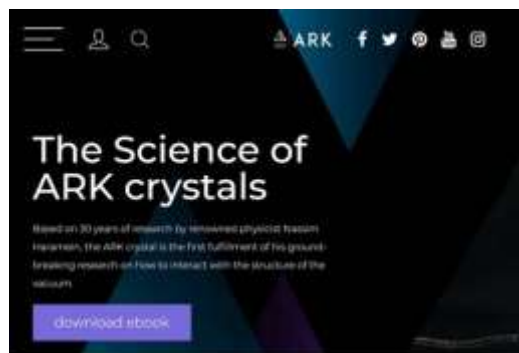 ARK
The Science of
ARK crystals
Based on 30 years of research by renowned physicist Nassim
Haramein, the ARK crystal is the first fulfillment of his ground-
breaking research on how to interact with the structure of the
vacuum.
download ebook